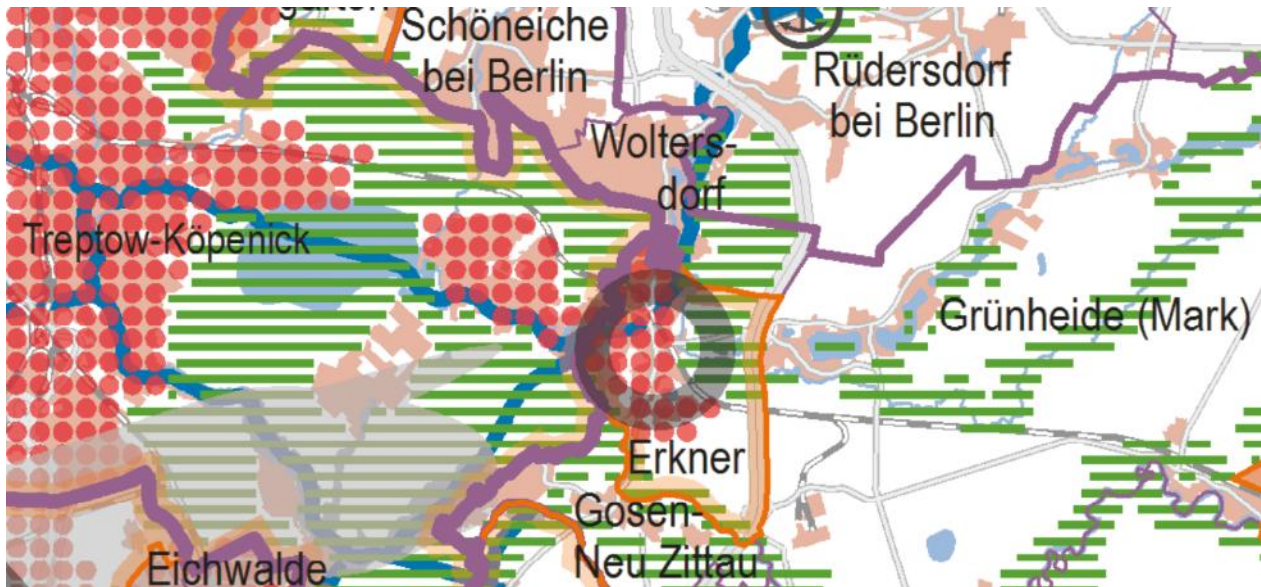 Schöneiche
bei Berlin
Rüdersdorf
bei Berlin
Wolters-
dorf
Treptow-Köpenick
Grünheide (Mark)
Erkner
Gosen-
Neu Zittau
Eichwalde